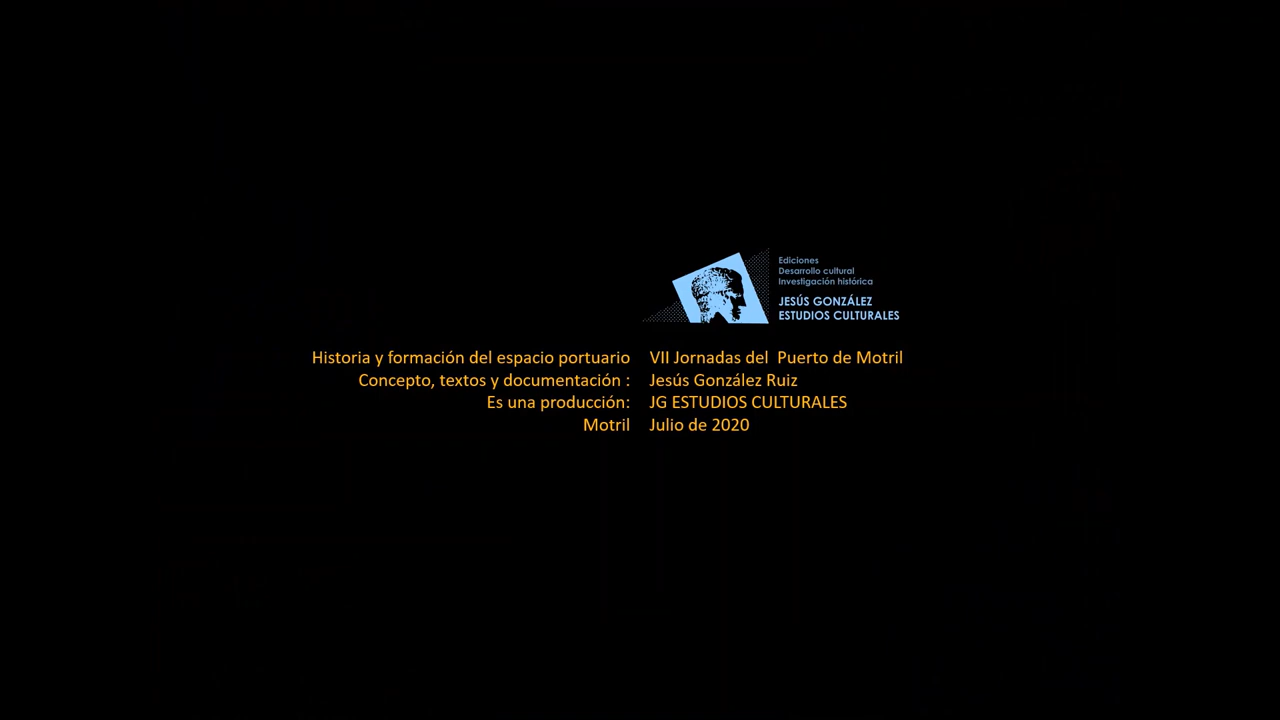 Ediciones
Desarrollo cultural
Investigación histórica
JESÚS GONZÁLEZ
ESTUDIOS CULTURALES
Historia y formación del espacio portuario VII Jornadas del Puerto de Motril
Concepto, textos y documentación : Jesús González Ruiz
Es una producción: JG ESTUDIOS CULTURALES
Motril Julio de 2020